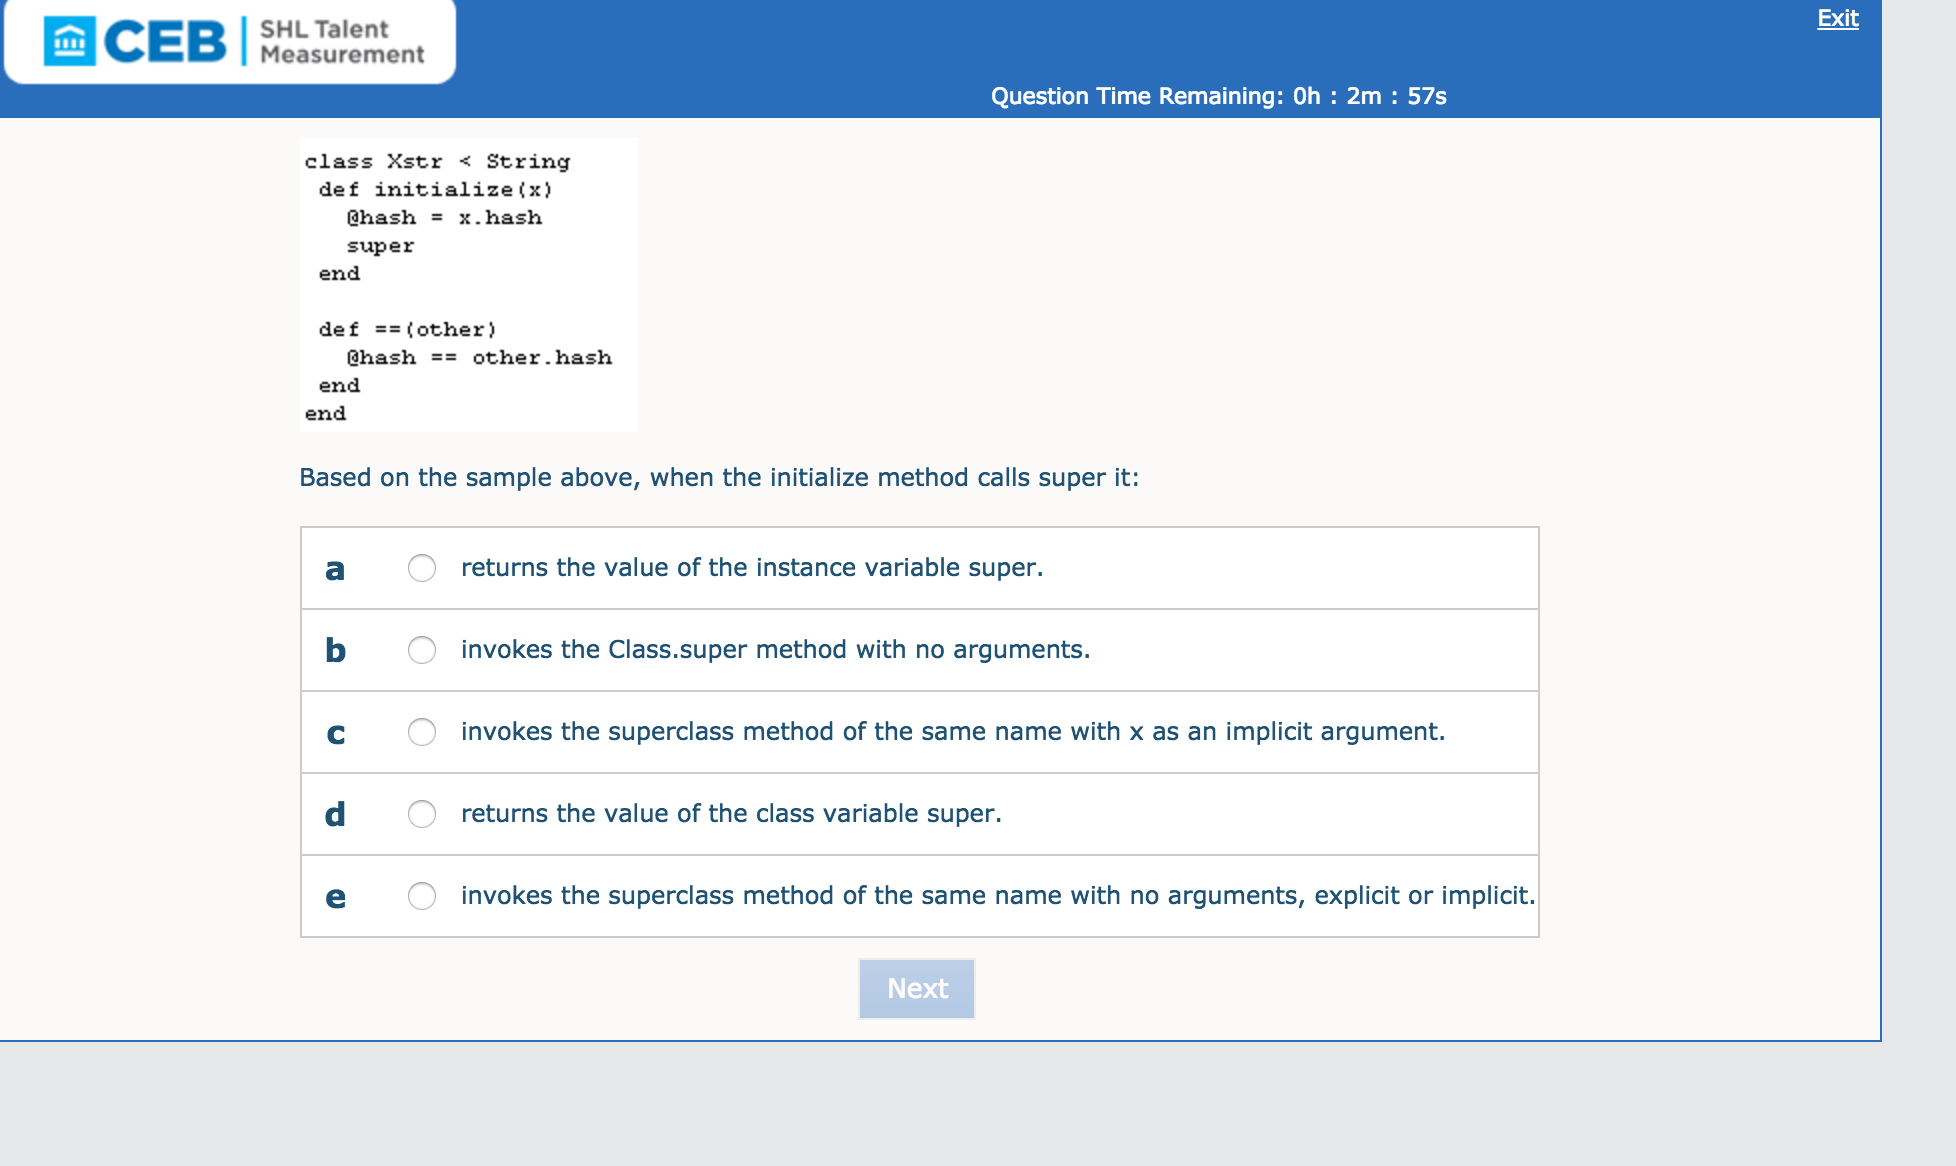 CEB
SHL Talent
Measurement
Exit
Question Time Remaining: 0h : 2m : 57s
class Xstr < String
def initialize(x)
@hash = x.hash
super
end
def ==(other)
@hash == other.hash
end
end
Based on the sample above, when the initialize method calls super it:
a returns the value of the instance variable super.
b invokes the Class.super method with no arguments.
c invokes the superclass method of the same name with x as an implicit argument.
d returns the value of the class variable super.
e invokes the superclass method of the same name with no arguments, explicit or implicit.
Next